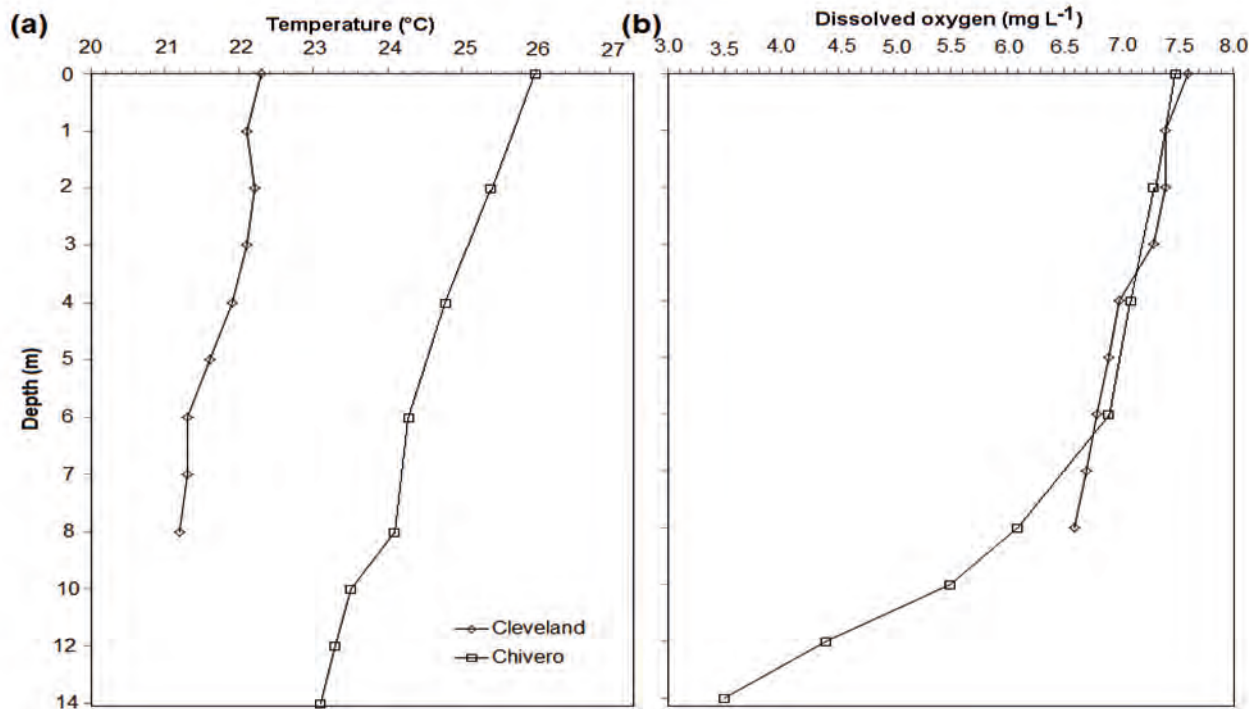 (a)
Temperature (°C)
20 21 22 23 24 25 26 27
0
1
2
3
4
5
6
7
8
10
12
14
Depth (m)
Cleveland
Chivero
(b)
Dissolved oxygen (mg L-1)
3.0 3.5 4.5 5.0 5.5 6.0 6.5 7.0 7.5 8.0